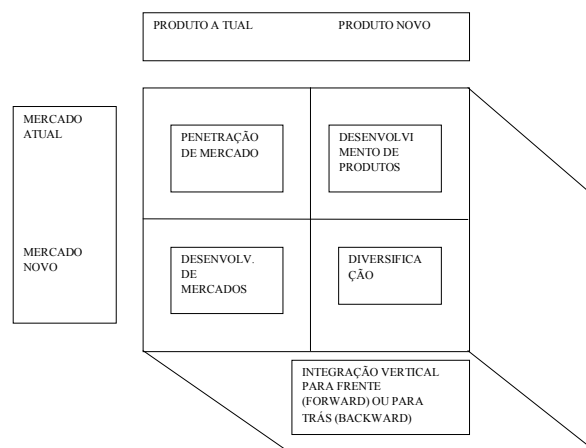 PRODUTO A TUAL PRODUTO NOVO
MERCADO
ATUAL
PENETRAÇÃO
DE MERCADO
DESENVOLVI
MENTO DE
PRODUTOS
MERCADO
NOVO
DESENVOLV.
DE
MERCADOS
DIVERSIFICA
ÇÃO
INTEGRAÇÃO VERTICAL
PARA FRENTE
(FORWARD) OU PARA
TRÁS (BACKWARD)